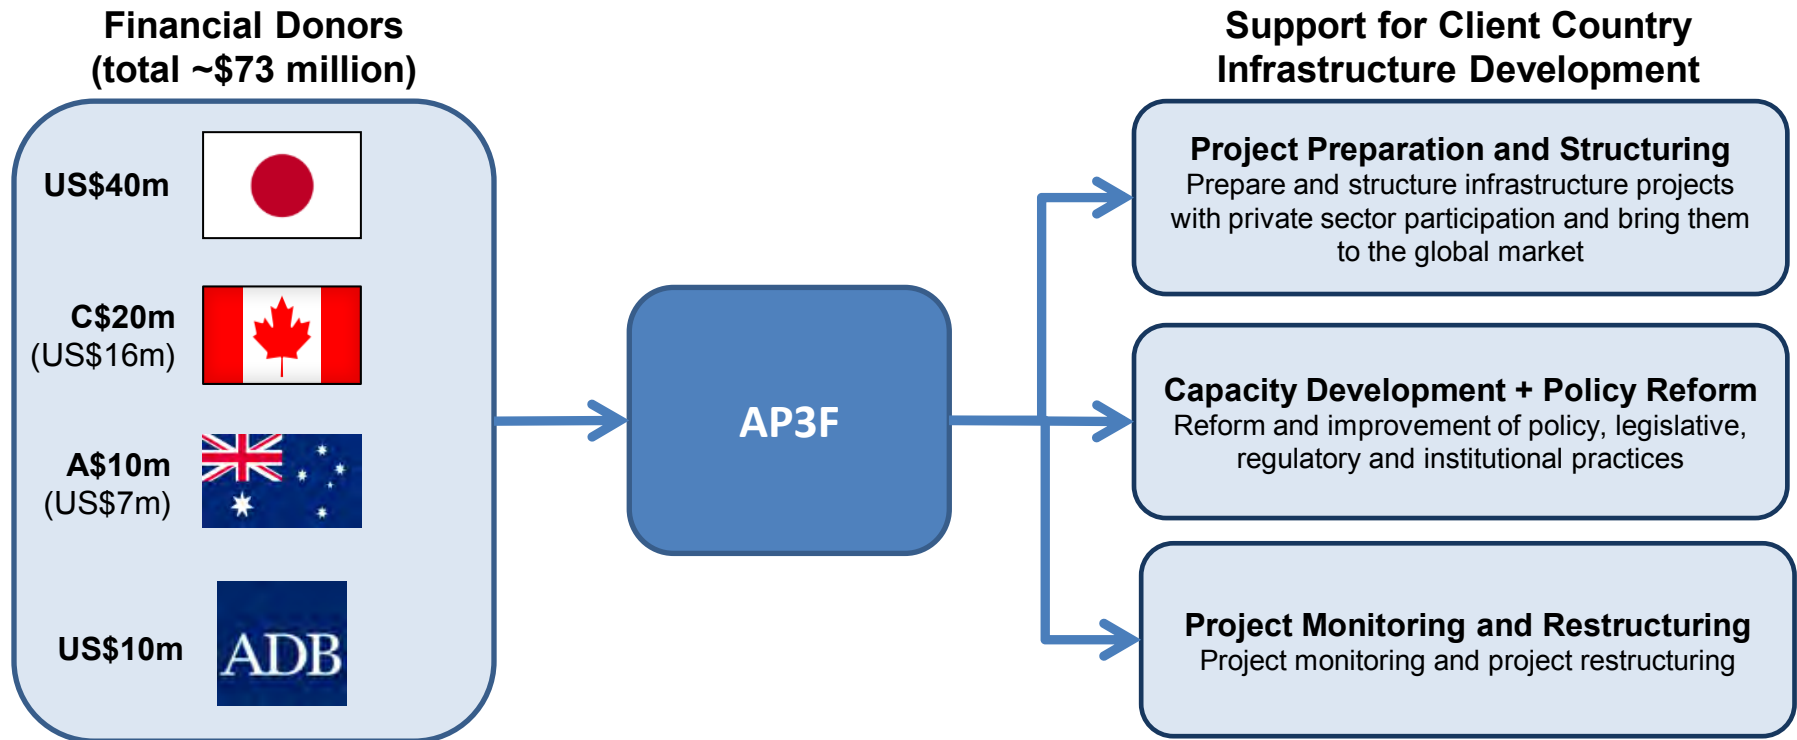 Financial Donors
(total ~$73 million)
US$40m
C$20m
(US$16m)
A$10m
(US$7m)
US$10m
ADB
AP3F
Support for Client Country
Infrastructure Development
Project Preparation and Structuring
Prepare and structure infrastructure projects
with private sector participation and bring them
to the global market
Capacity Development + Policy Reform
Reform and improvement of policy, legislative,
regulatory and institutional practices
Project Monitoring and Restructuring
Project monitoring and project restructuring